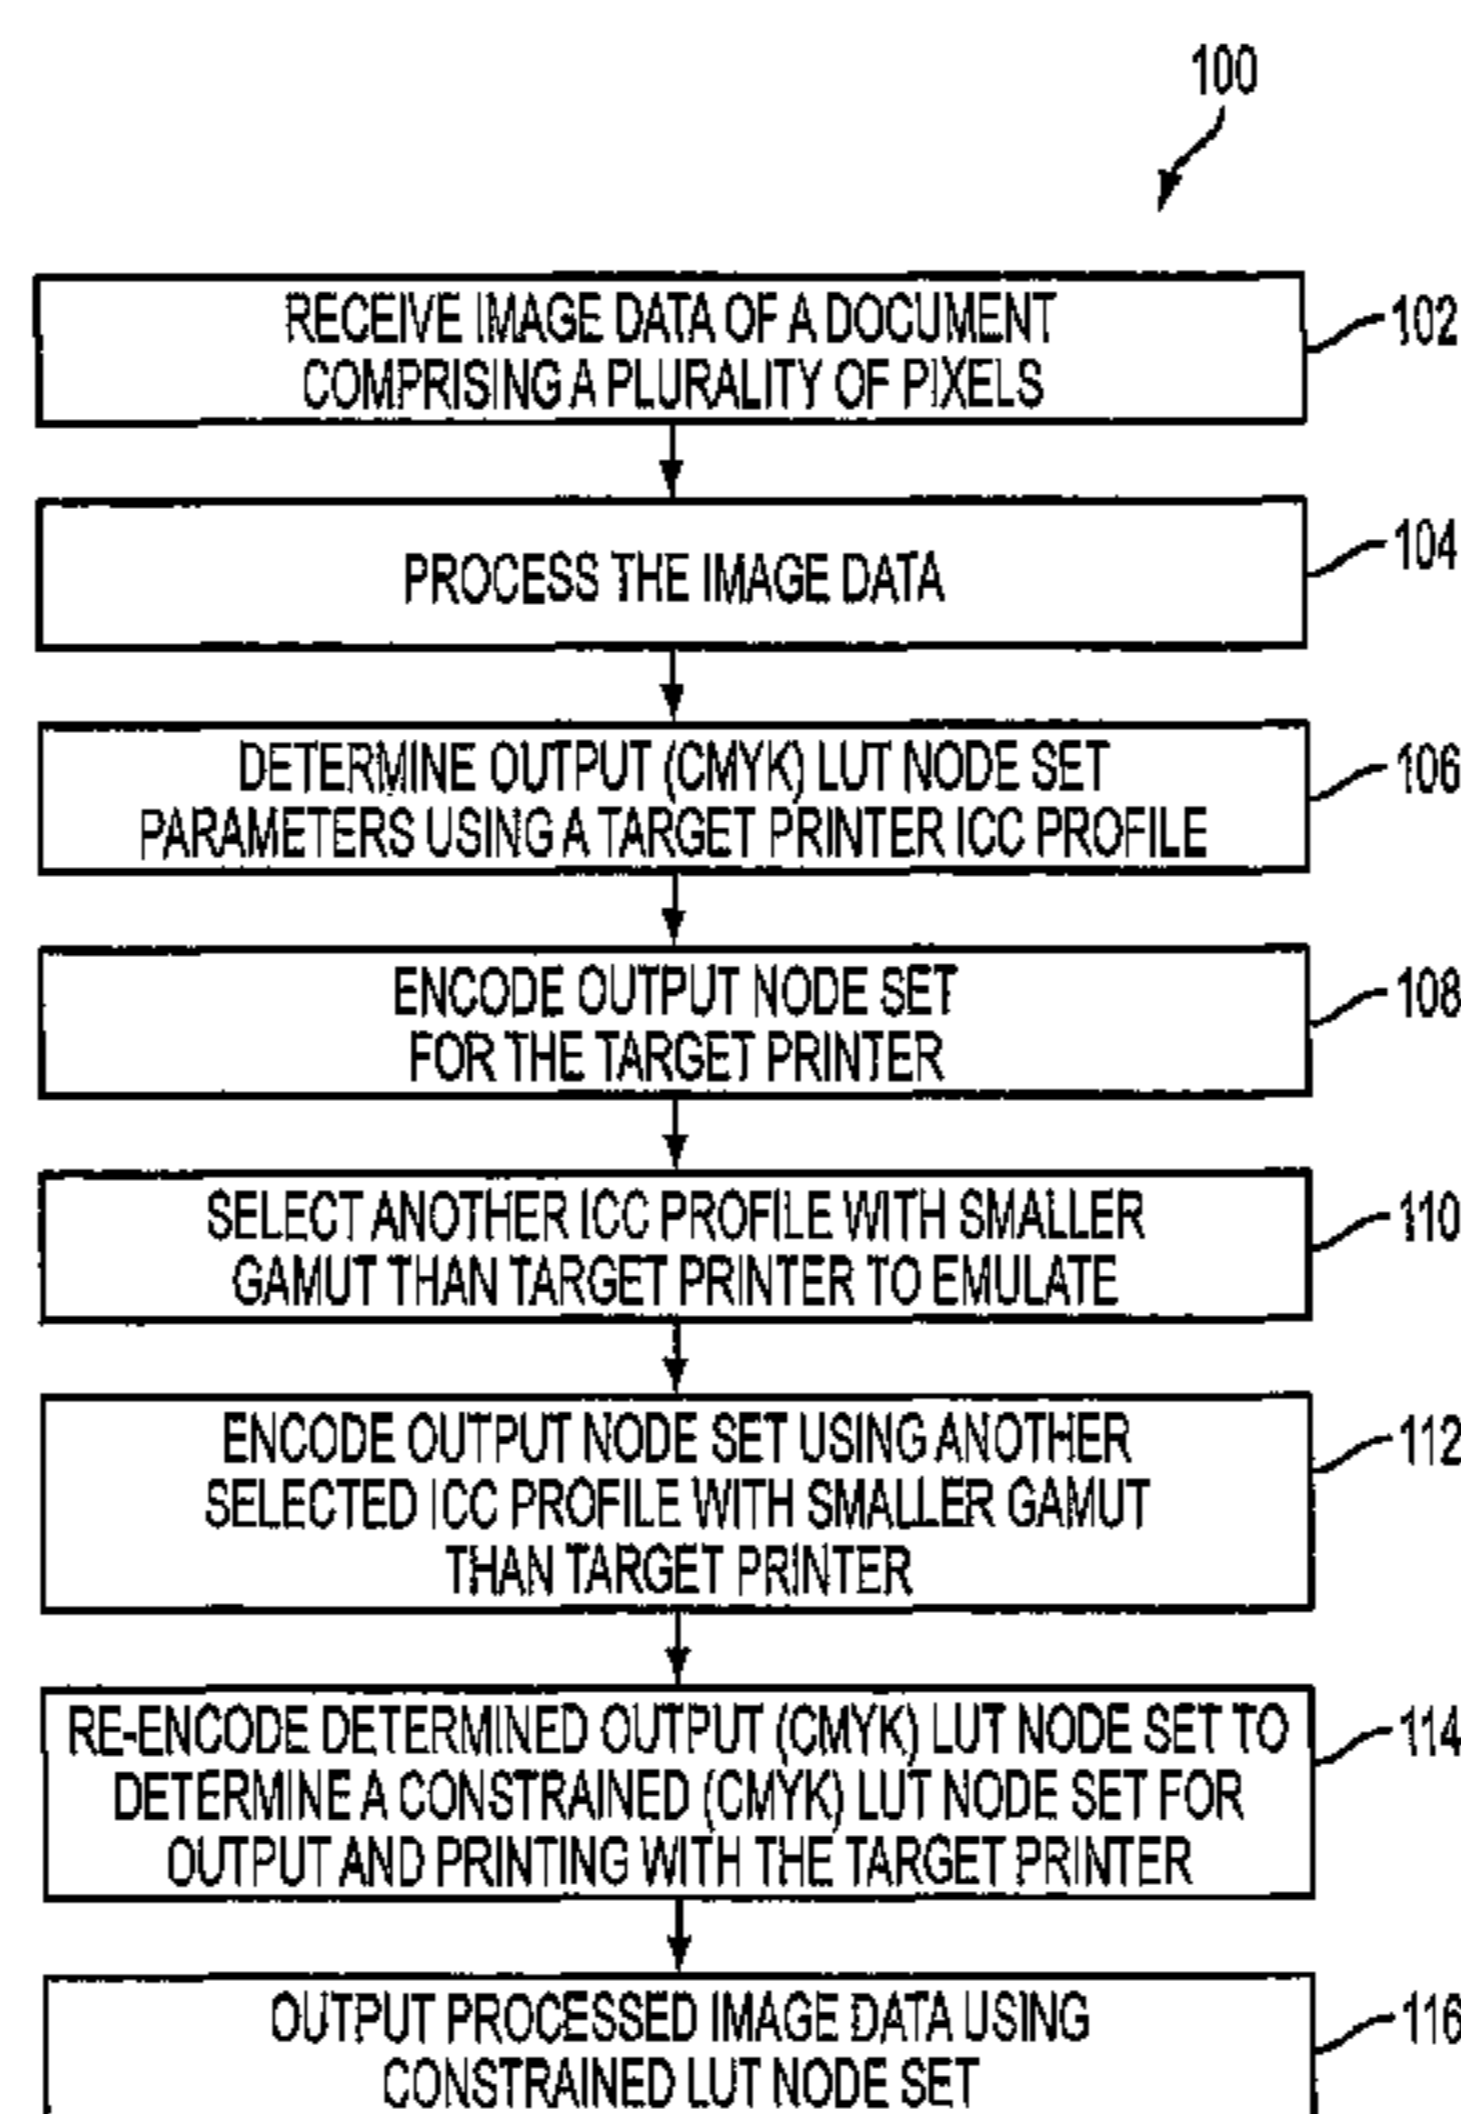 100
RECEIVE IMAGE DATA OF A DOCUMENT
COMPRISING A PLURALITY OF PIXELS
102
PROCESS THE IMAGE DATA
104
DETERMINE OUTPUT (CMYK) LUT NODE SET
PARAMETERS USING A TARGET PRINTER ICC PROFILE
106
ENCODE OUTPUT NODE SET
FOR THE TARGET PRINTER
108
SELECT ANOTHER ICC PROFILE WITH SMALLER
GAMUT THAN TARGET PRINTER TO EMULATE
110
ENCODE OUTPUT NODE SET USING ANOTHER
SELECTED ICC PROFILE WITH SMALLER GAMUT
THAN TARGET PRINTER
112
RE-ENCODE DETERMINED OUTPUT (CMYK) LUT NODE SET TO
DETERMINE A CONSTRAINED (CMYK) LUT NODE SET FOR
OUTPUT AND PRINTING WITH THE TARGET PRINTER
114
OUTPUT PROCESSED IMAGE DATA USING
CONSTRAINED LUT NODE SET
116